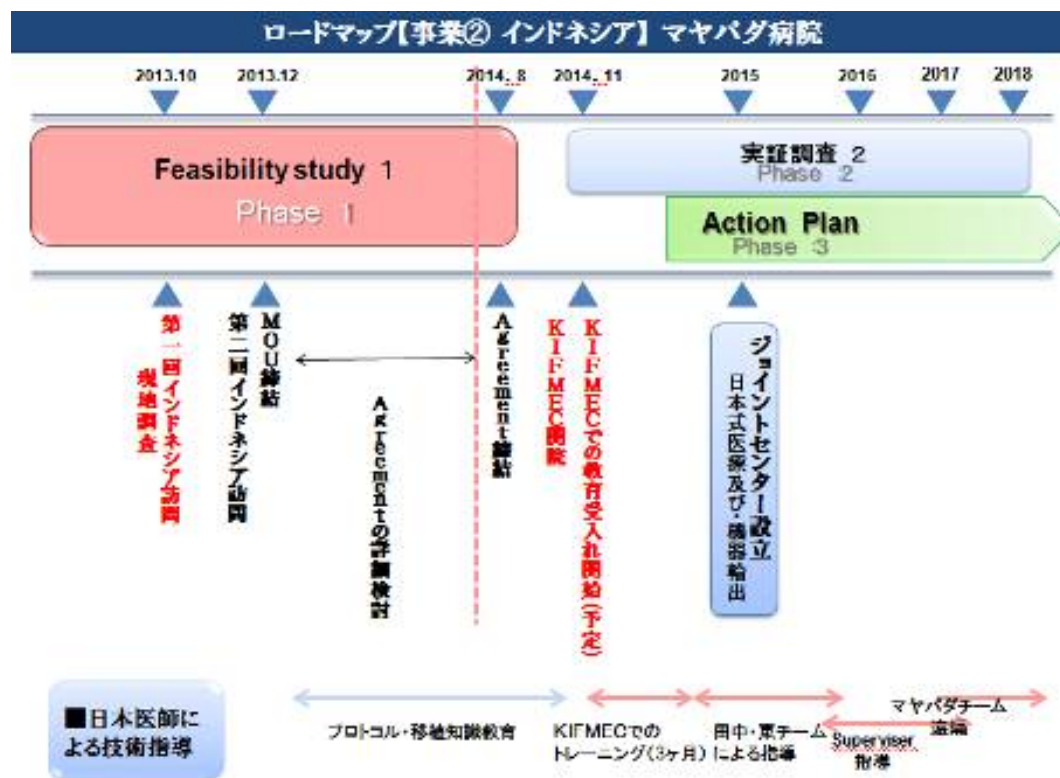 ロードマップ【事業② インドネシア】 マヤパダ病院
2013.10
2013.12
2014. 8
2014. 11
2015
2016
2017
2018
Feasibility study 1
Phase 1
実証調査 2
Phase 2
Action Plan
Phase 3
第一回インドネシア訪問
現地調査
MOU締結
第二回インドネシア訪問
Agreementの詳細検討
Agreement締結
KIFMECでの教育受入れ開始(予定)
KIFMEC開院
ジョイントセンター設立
日本式医療及び・機器輸出
■日本医師に
よる技術指導
プロトコル・移植知識教育
KIFMECでの
トレーニング(3ヶ月)
田中・東チーム
による指導
Superviser
指導
マヤパダチーム